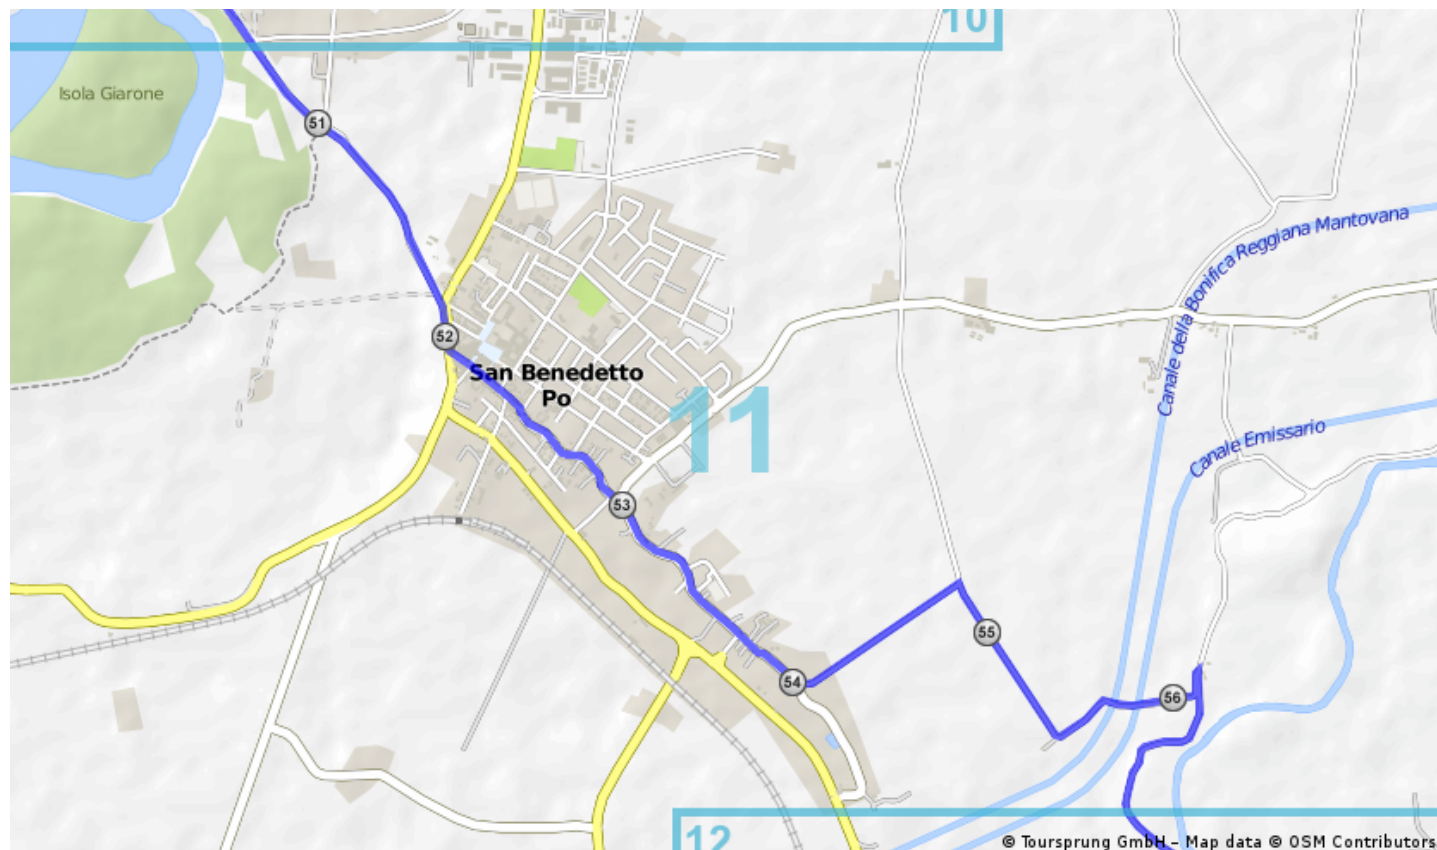 10
Isola Giarone
51
Canale della Bonifica Reggiana Mantovana
52
San Benedetto
Po
11
Canale Emissario
53
55
54
56
12
© Toursprung GmbH – Map data © OSM Contributors